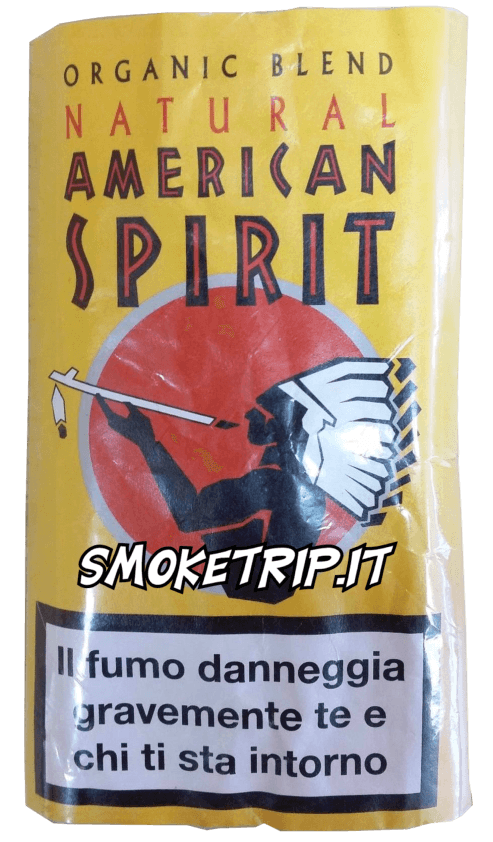 ORGANIC BLEND
NATURAL
AMERICAN
SPIRIT
SMOKETRIP.IT
Il fumo danneggia
gravemente te e
chi ti sta intorno